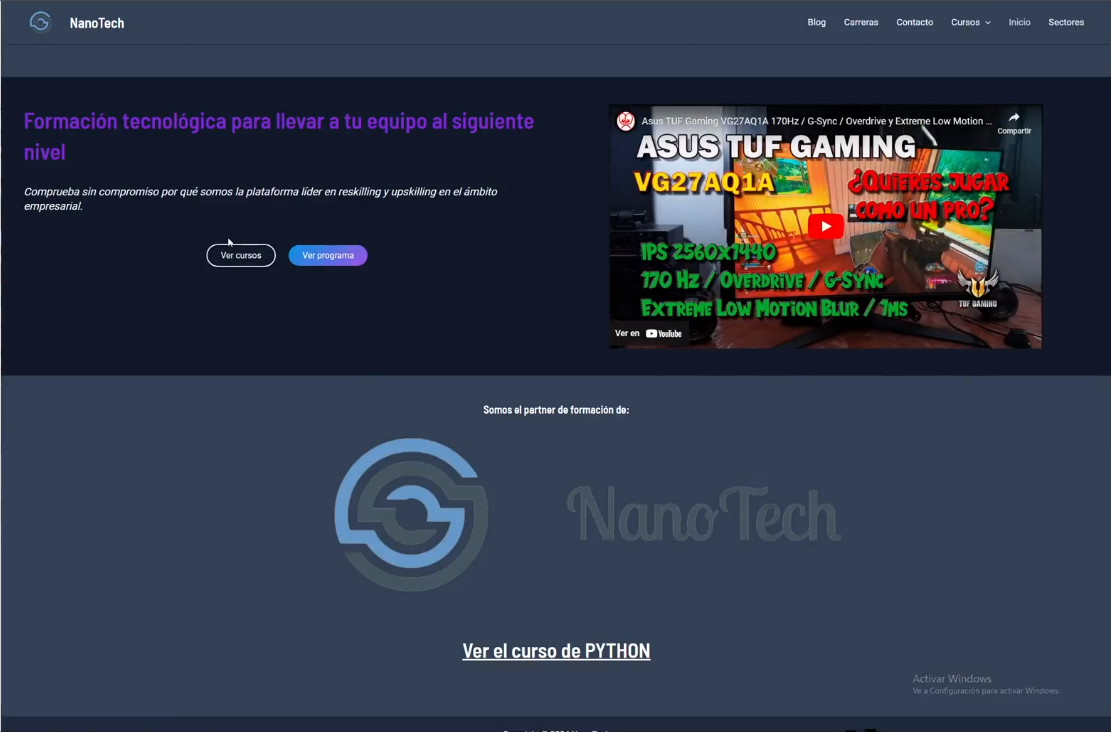 NanoTech
Blog Carreras Contacto Cursos Inicio Sectores
Formación tecnológica para llevar a tu equipo al siguiente
nivel
Comprueba sin compromiso por qué somos la plataforma líder en reskilling y upskilling en el ámbito
empresarial.
Ver cursos
Ver programa
Asus TUF Gaming VG27AQ1A 170Hz / G-Sync / Overdrive y Extreme Low Motion ...
Compartir
ASUS TUF GAMING
VG27AQ1A
¿QUIERES JUGAR
COMO UN PRO?
IPS 2560x1440
170 Hz / OVERDRIVE / G-SYNC
EXTREME LOW MOTION BLUR / 1MS
TUF GAMING
Ver en YouTube
Somos el partner de formación de:
NanoTech
Ver el curso de PYTHON
Activar Windows
Ve a Configuración para activar Windows.